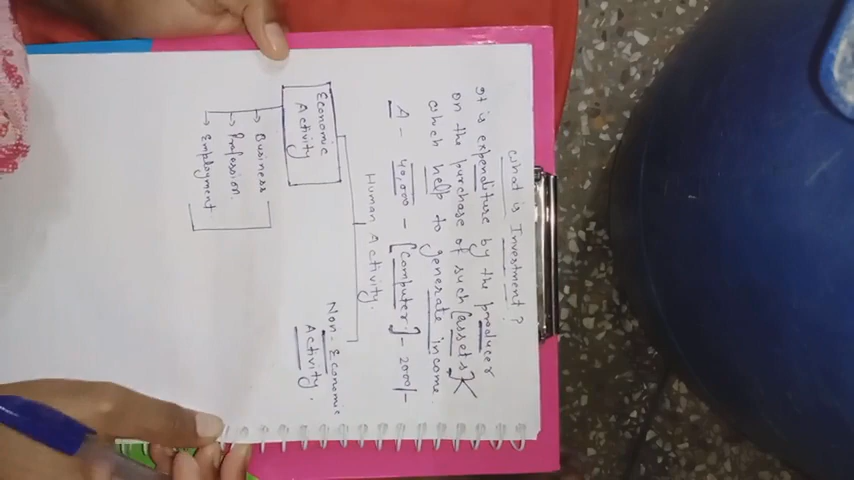 What is Investment?
It is expenditure by the producer
on the purchase of such [assets]
which help to generate income.
A - 40,000 - [Computer] - 2000/-
Human Activity.
Economic
Activity
Non-Economic
Activity.
→ Business
→ Profession.
→ Employment